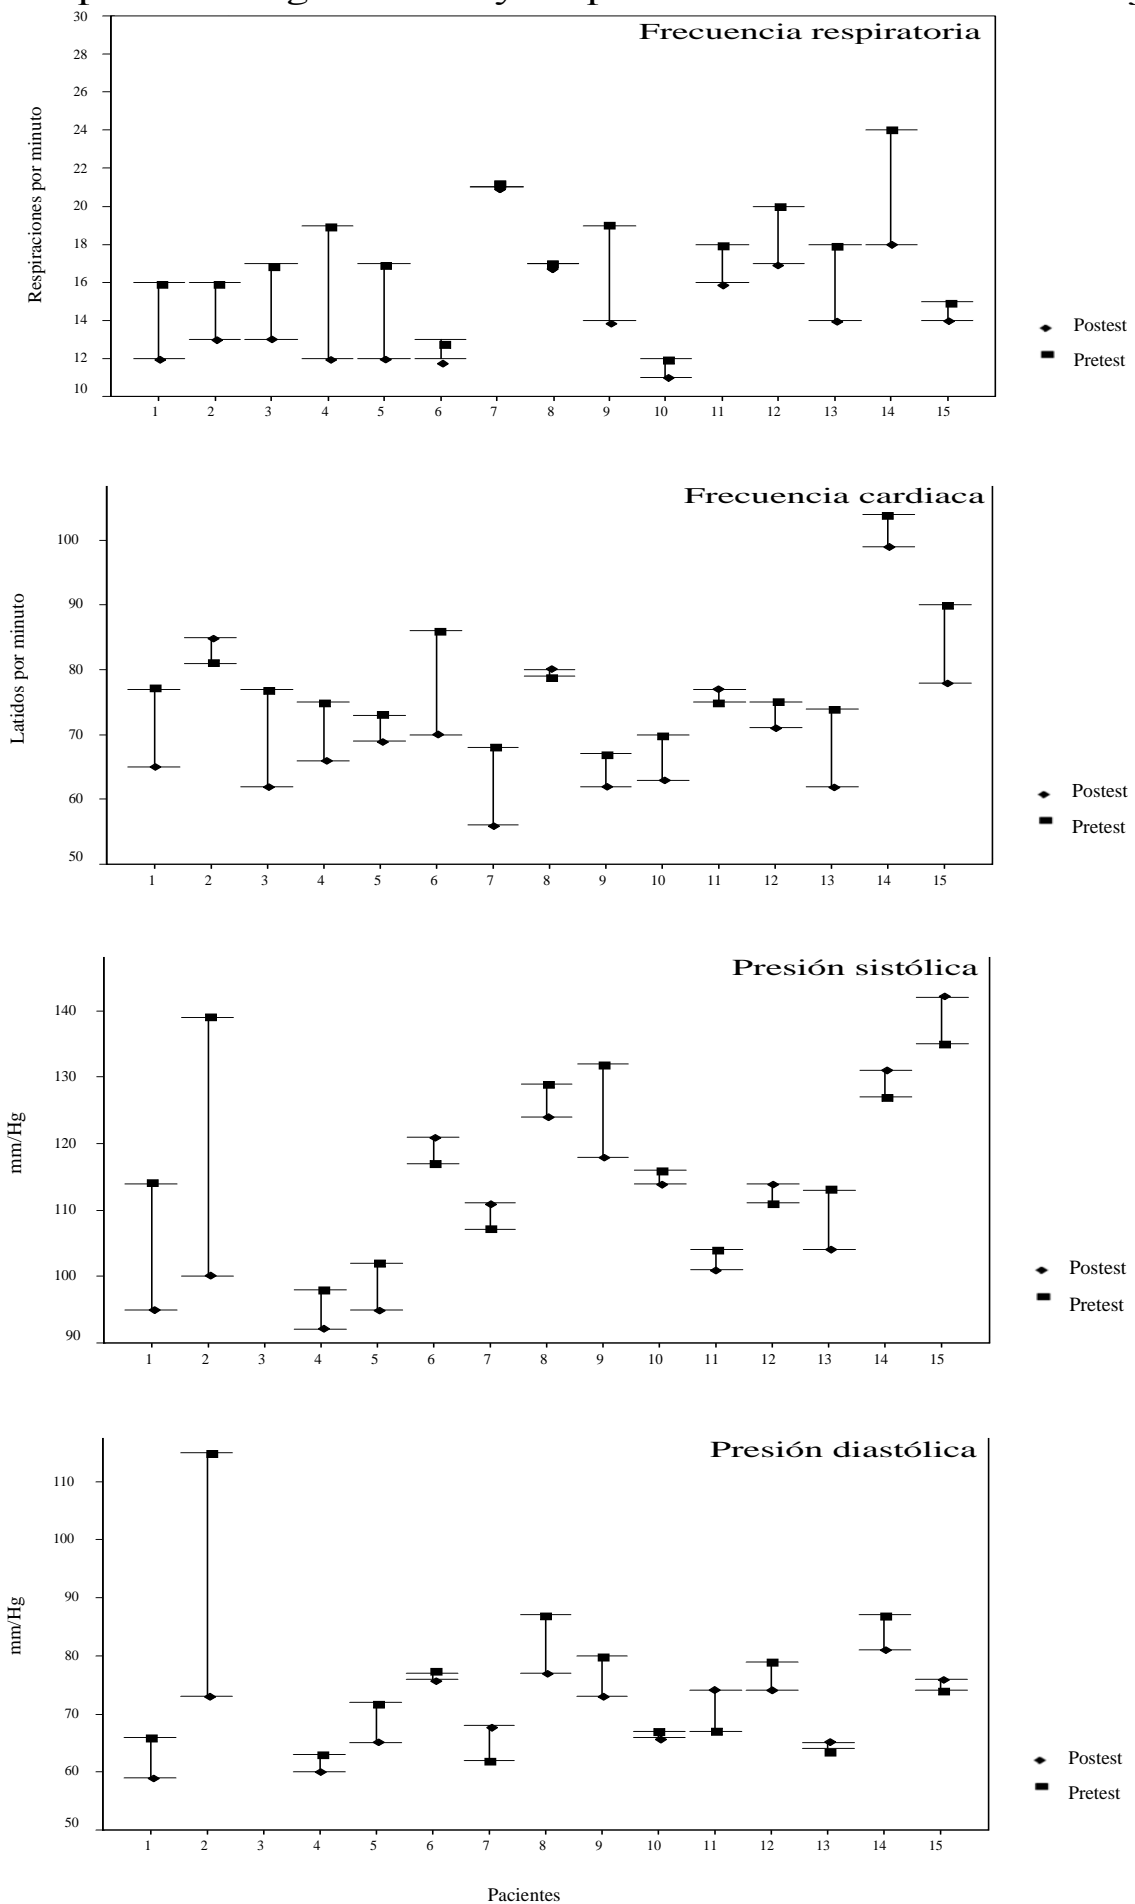 Frecuencia respiratoria
Respiraciones por minuto
30
28
26
24
22
20
18
16
14
12
10
1 2 3 4 5 6 7 8 9 10 11 12 13 14 15
Postest
Pretest
Frecuencia cardiaca
Latidos por minuto
100
90
80
70
60
50
1 2 3 4 5 6 7 8 9 10 11 12 13 14 15
Postest
Pretest
Presión sistólica
mm/Hg
140
130
120
110
100
90
1 2 3 4 5 6 7 8 9 10 11 12 13 14 15
Postest
Pretest
Presión diastólica
mm/Hg
110
100
90
80
70
60
50
1 2 3 4 5 6 7 8 9 10 11 12 13 14 15
Postest
Pretest
Pacientes